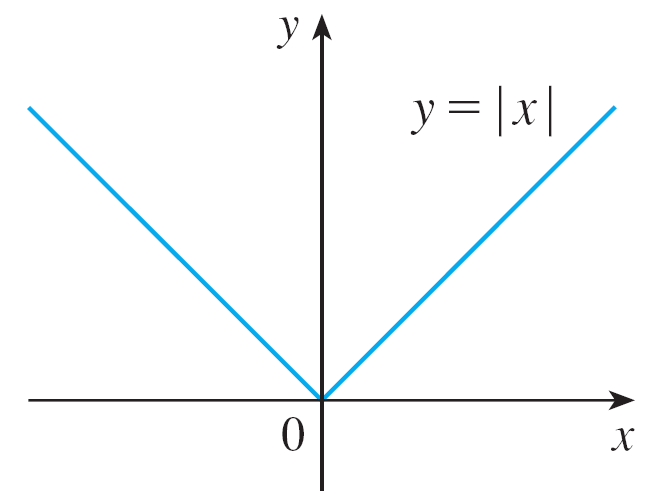 y
y = |x|
0
x